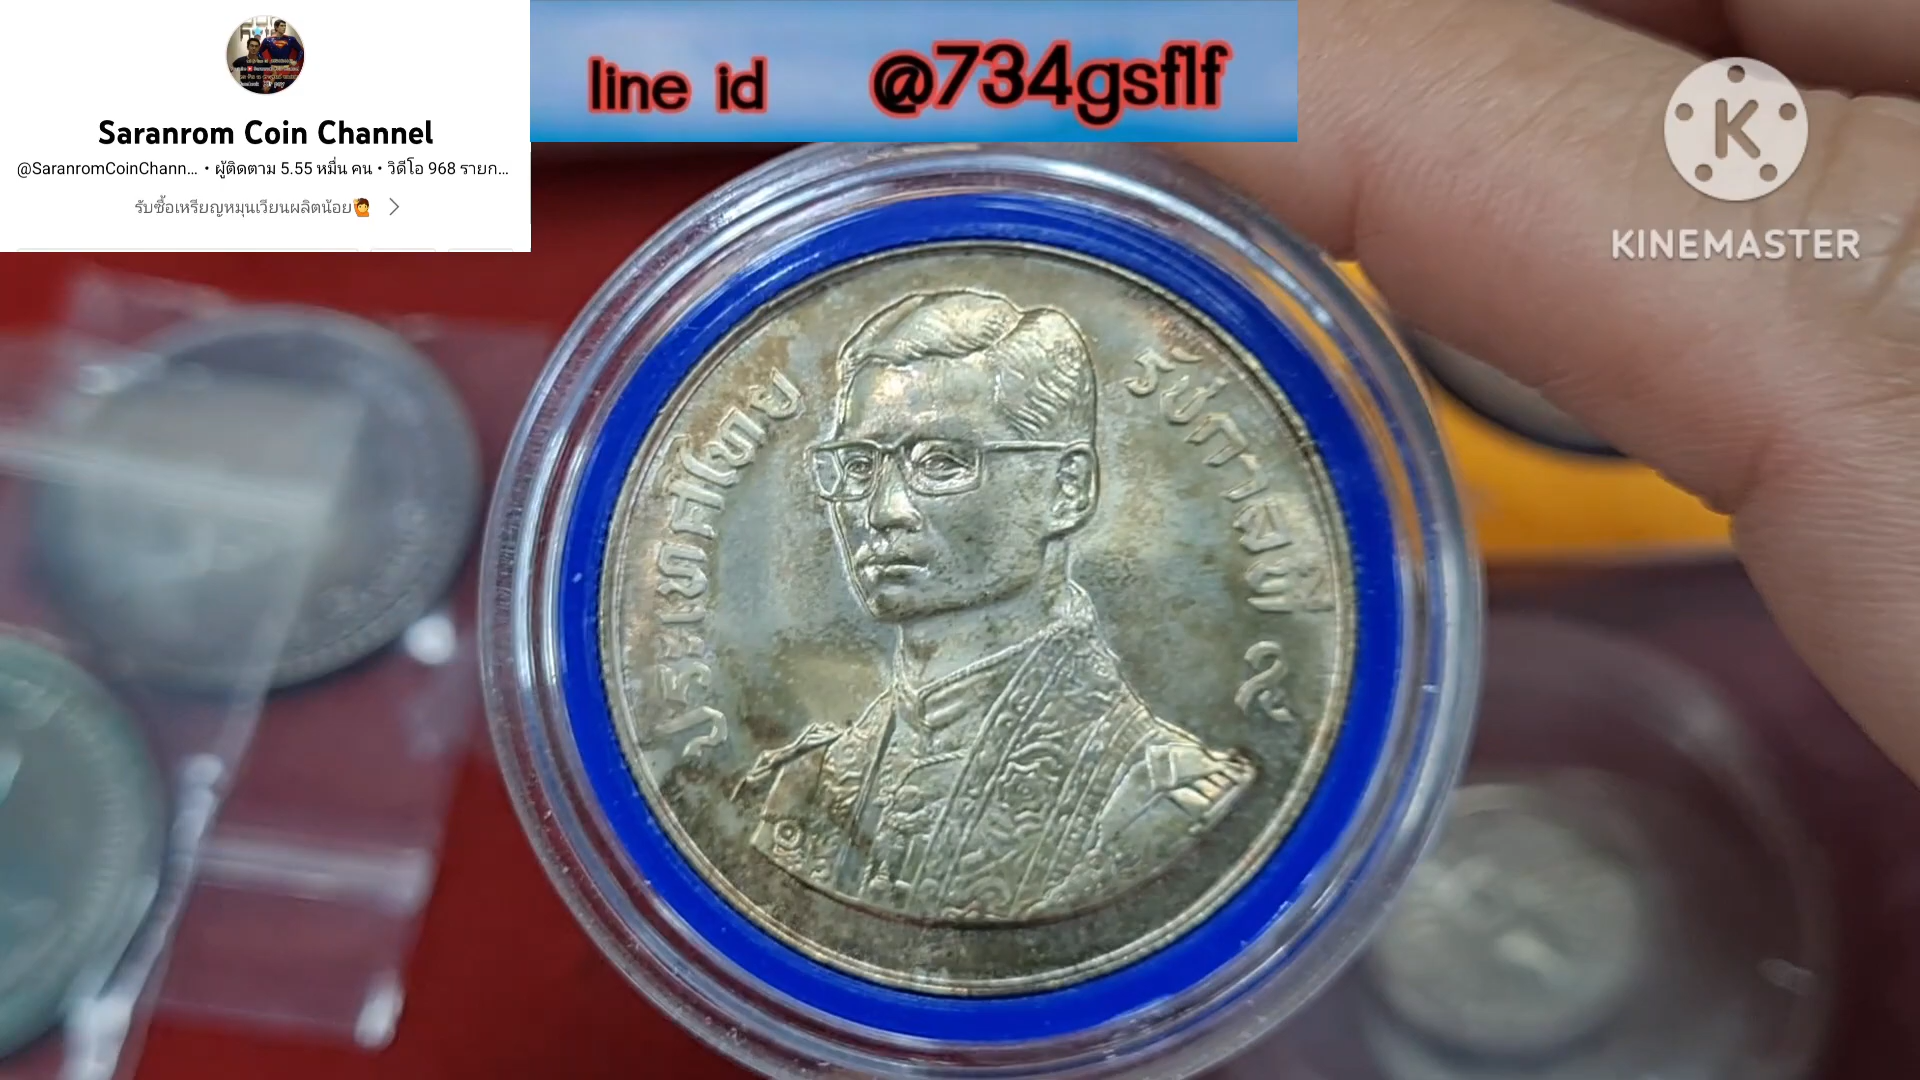 Saranrom Coin Channel
@SaranromCoinChann... • ผู้ติดตาม 5.55 หมื่น คน • วิดีโอ 968 รายก...
รับซื้อเหรียญหมุนเวียนผลิตน้อย🙋
line id @734gsflf
KINEMASTER
ประเทศไทย
รัชกาลที่ ๙